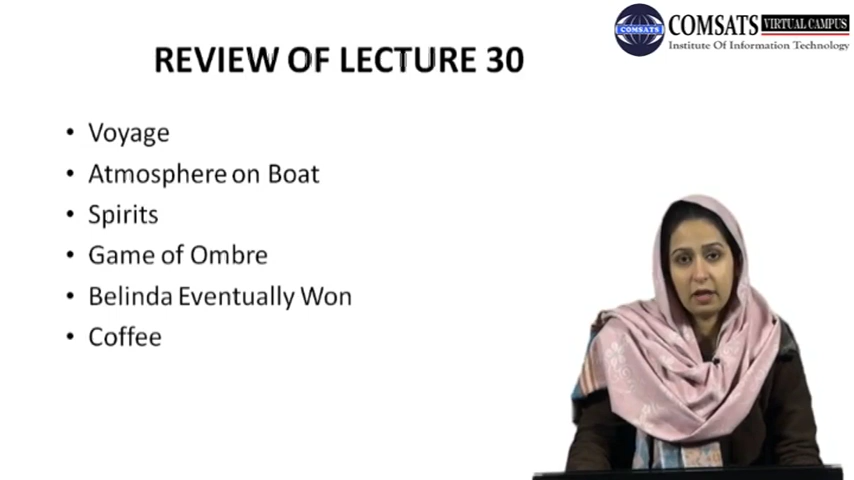 COMSATS VIRTUAL CAMPUS
COMSATS
Institute Of Information Technology
REVIEW OF LECTURE 30
• Voyage
• Atmosphere on Boat
• Spirits
• Game of Ombre
• Belinda Eventually Won
• Coffee